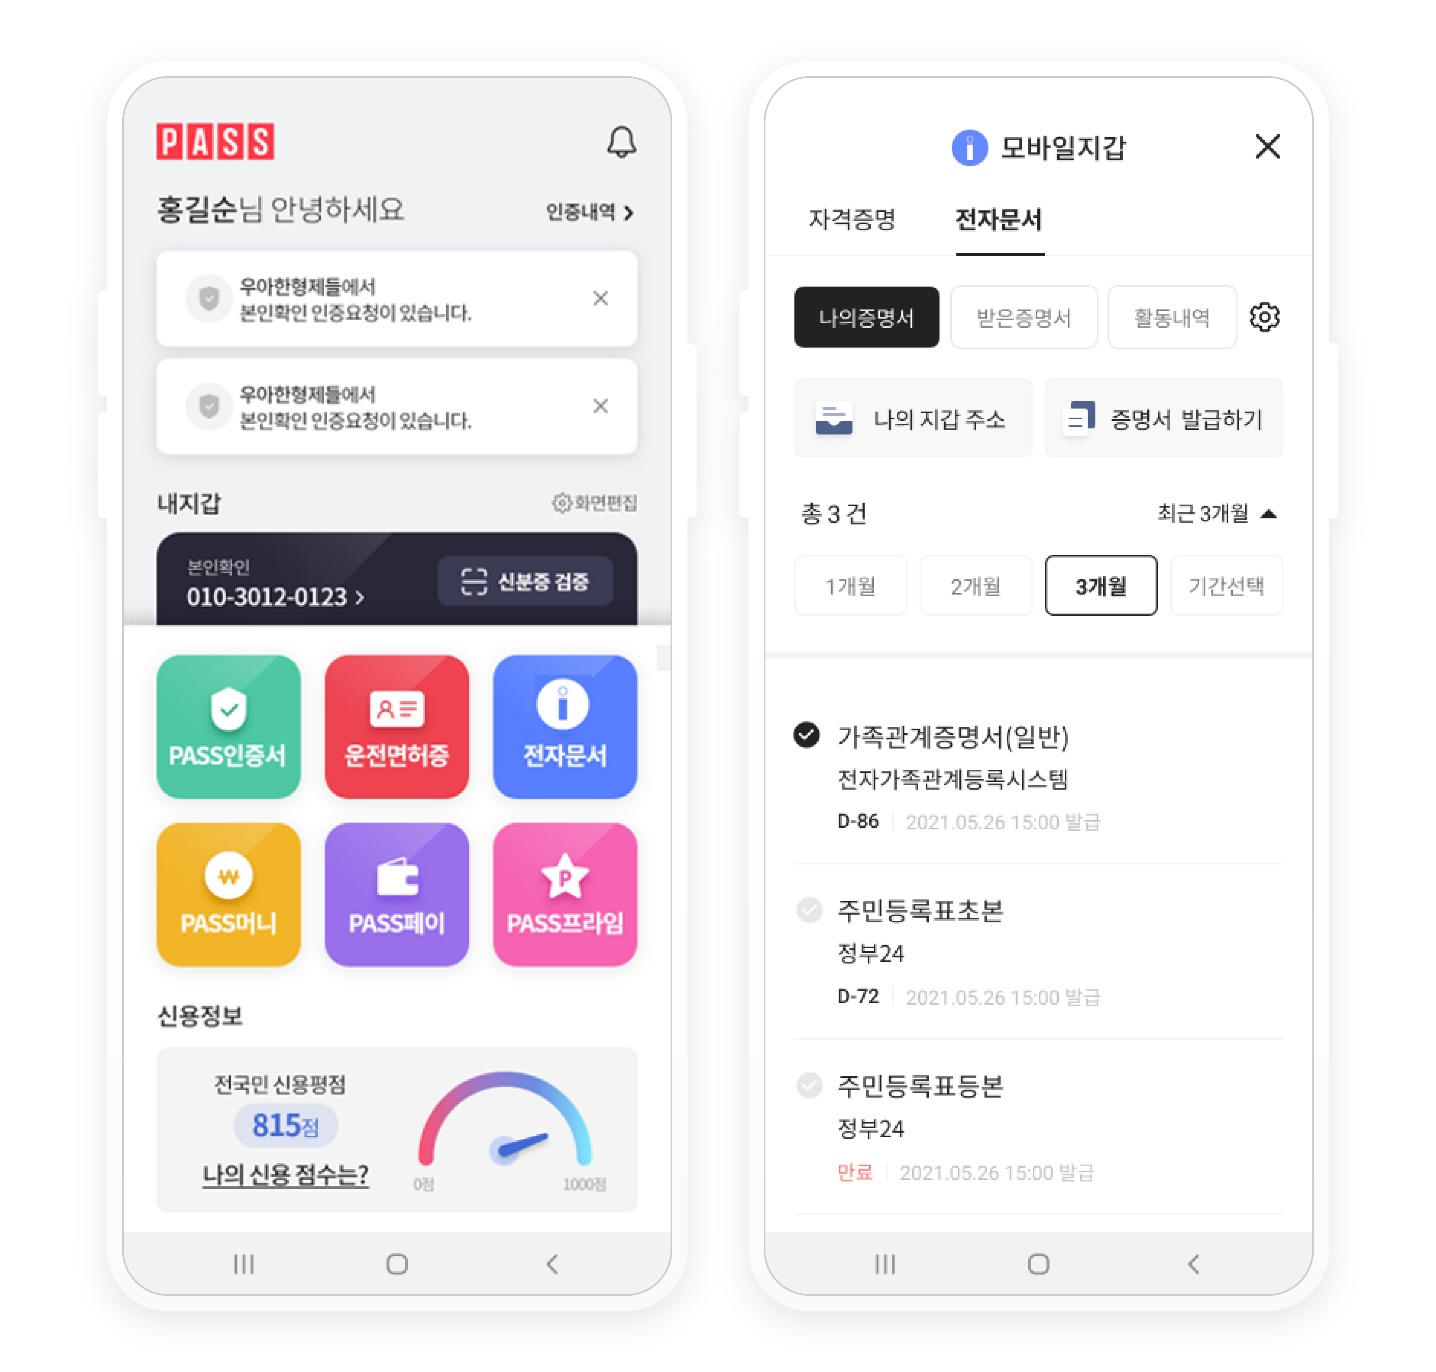 PASS
홍길순님 안녕하세요
인증내역
우아한형제들에서
본인확인 인증요청이 있습니다.
우아한형제들에서
본인확인 인증요청이 있습니다.
내지갑
화면편집
본인확인
010-3012-0123
신분증 검증
PASS인증서
운전면허증
전자문서
PASS머니
PASS페이
PASS프라임
신용정보
전국민 신용평점
815점
나의 신용 점수는?
0점
1000점
모바일지갑
자격증명
전자문서
나의증명서
받은증명서
활동내역
나의 지갑 주소
증명서 발급하기
총 3 건
최근 3개월
1개월
2개월
3개월
기간선택
가족관계증명서(일반)
전자가족관계등록시스템
D-86
2021.05.26 15:00 발급
주민등록표초본
정부24
D-72
2021.05.26 15:00 발급
주민등록표등본
정부24
만료
2021.05.26 15:00 발급